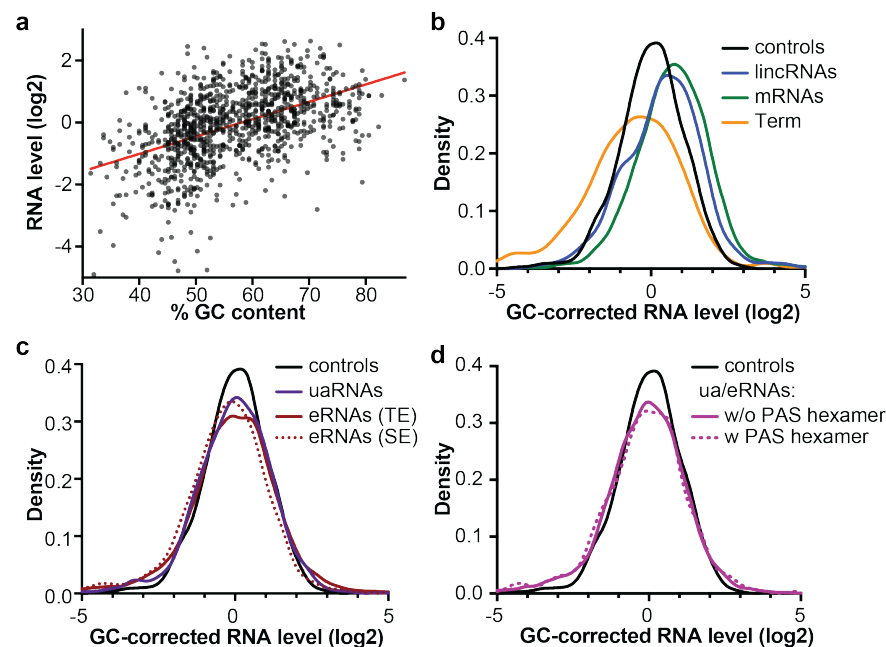 a
RNA level (log2)
2
0
-2
-4
30 40 50 60 70 80
% GC content
b
Density
0.4
0.3
0.2
0.1
0.0
-5 0 5
GC-corrected RNA level (log2)
controls
lincRNAs
mRNAs
Term
c
Density
0.4
0.3
0.2
0.1
0.0
-5 0 5
GC-corrected RNA level (log2)
controls
uaRNAs
eRNAs (TE)
eRNAs (SE)
d
Density
0.4
0.3
0.2
0.1
0.0
-5 0 5
GC-corrected RNA level (log2)
controls
ua/eRNAs:
w/o PAS hexamer
w PAS hexamer